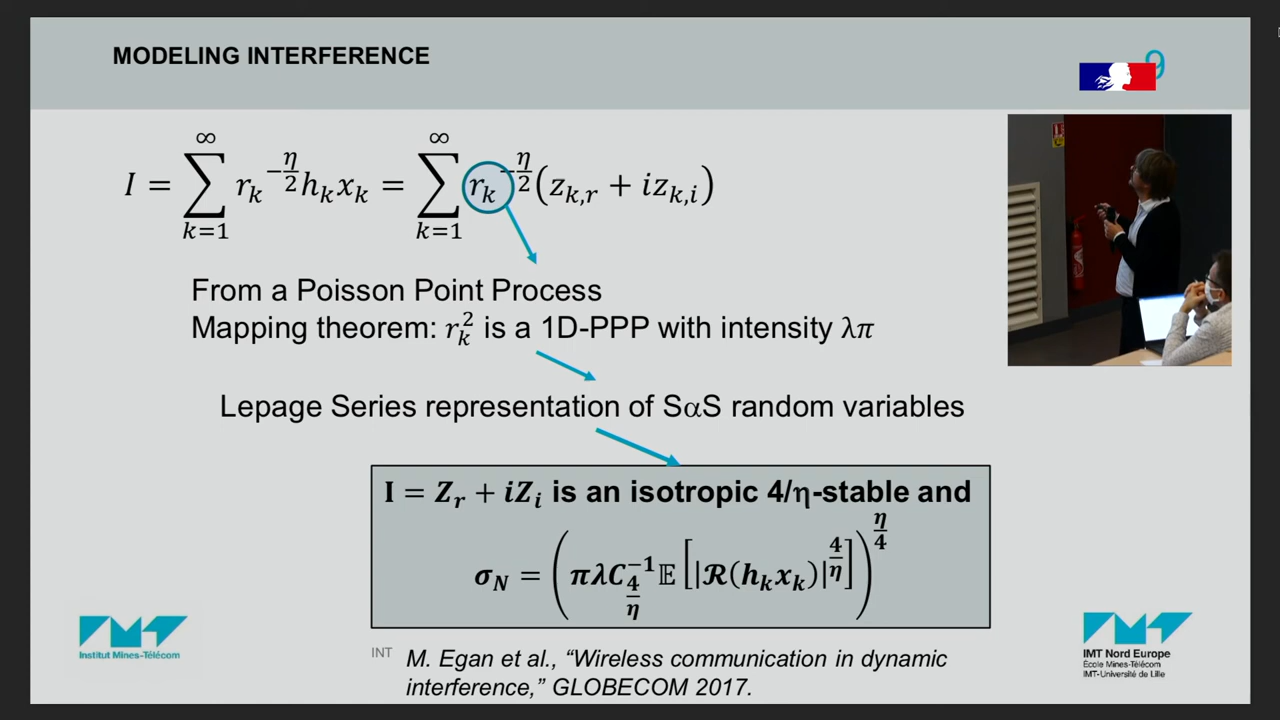 MODELING INTERFERENCE
9
I = ∑_{k=1}^{∞} r_k^{-η/2} h_k x_k = ∑_{k=1}^{∞} r_k^{-η/2} (z_{k,r} + i z_{k,i})
From a Poisson Point Process
Mapping theorem: r_k^2 is a 1D-PPP with intensity λπ
Lepage Series representation of SαS random variables
I = Z_r + iZ_i is an isotropic 4/η-stable and
σ_N = (πλC_{4/η}^{-1} 𝔼[|ℛ(h_k x_k)|^{4/η}])^{η/4}
INT
M. Egan et al., “Wireless communication in dynamic
interference,” GLOBECOM 2017.
IMT
Institut Mines-Télécom
IMT
IMT Nord Europe
École Mines-Télécom
IMT-Université de Lille